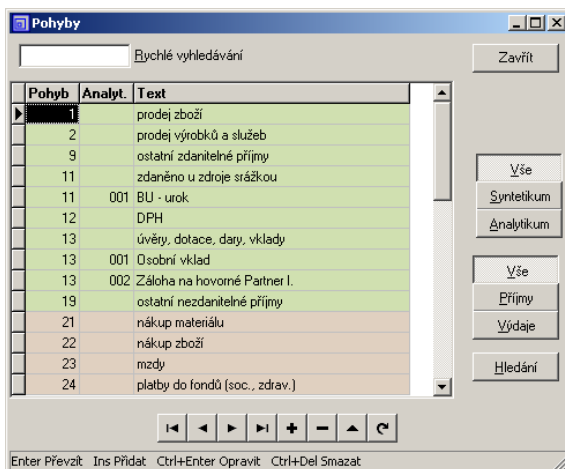 Pohyby
Rychlé vyhledávání
Zavřít
Pohyb Analyt. Text
1 prodej zboží
2 prodej výrobků a služeb
9 ostatní zdanitelné příjmy
11 zdaněno u zdroje srážkou
11 001 BU - urok
12 DPH
13 úvěry, dotace, dary, vklady
13 001 Osobní vklad
13 002 Záloha na hovorné Partner I.
19 ostatní nezdanitelné příjmy
21 nákup materiálu
22 nákup zboží
23 mzdy
24 platby do fondů (soc., zdrav.)
Vše
Syntetikum
Analytikum
Vše
Příjmy
Výdaje
Hledání
Enter Převzít Ins Přidat Ctrl+Enter Opravit Ctrl+Del Smazat